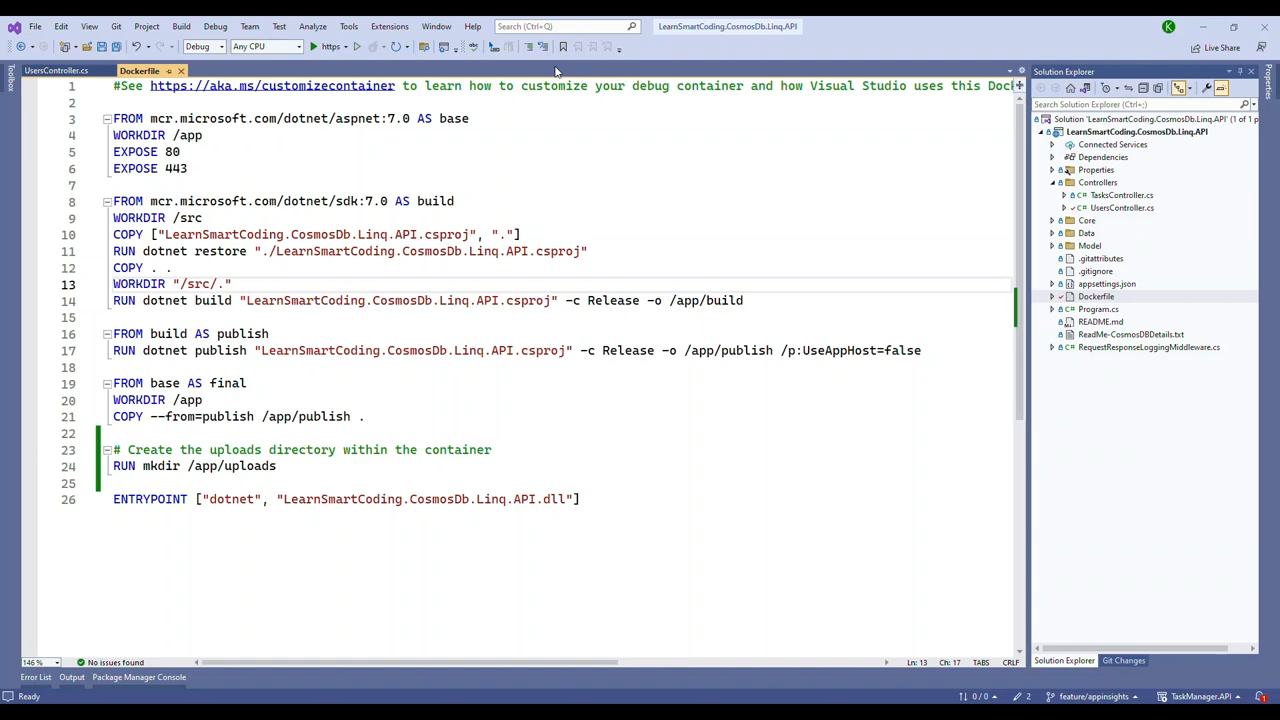 File Edit View Git Project Build Debug Team Test Analyze Tools Extensions Window Help Search (Ctrl+Q) LearnSmartCoding.CosmosDb.Linq.API K
Debug Any CPU https Live Share
Toolbox
UsersController.cs Dockerfile
1 #See https://aka.ms/customizecontainer to learn how to customize your debug container and how Visual Studio uses this Doc
2
3 FROM mcr.microsoft.com/dotnet/aspnet:7.0 AS base
4 WORKDIR /app
5 EXPOSE 80
6 EXPOSE 443
7
8 FROM mcr.microsoft.com/dotnet/sdk:7.0 AS build
9 WORKDIR /src
10 COPY ["LearnSmartCoding.CosmosDb.Linq.API.csproj", "."]
11 RUN dotnet restore "./LearnSmartCoding.CosmosDb.Linq.API.csproj"
12 COPY . .
13 WORKDIR "/src/."
14 RUN dotnet build "LearnSmartCoding.CosmosDb.Linq.API.csproj" -c Release -o /app/build
15
16 FROM build AS publish
17 RUN dotnet publish "LearnSmartCoding.CosmosDb.Linq.API.csproj" -c Release -o /app/publish /p:UseAppHost=false
18
19 FROM base AS final
20 WORKDIR /app
21 COPY --from=publish /app/publish .
22
23 # Create the uploads directory within the container
24 RUN mkdir /app/uploads
25
26 ENTRYPOINT ["dotnet", "LearnSmartCoding.CosmosDb.Linq.API.dll"]
146 % No issues found Ln: 13 Ch: 17 TABS CRLF
Error List Output Package Manager Console
Solution Explorer
Search Solution Explorer (Ctrl+;)
Solution 'LearnSmartCoding.CosmosDb.Linq.API' (1 of 1 p
LearnSmartCoding.CosmosDb.Linq.API
Connected Services
Dependencies
Properties
Controllers
TasksController.cs
UsersController.cs
Core
Data
Model
.gitattributes
.gitignore
appsettings.json
Dockerfile
Program.cs
README.md
ReadMe-CosmosDBDetails.txt
RequestResponseLoggingMiddleware.cs
Solution Explorer Git Changes
Properties
Ready 0 / 0 2 feature/appinsights TaskManager.API 1